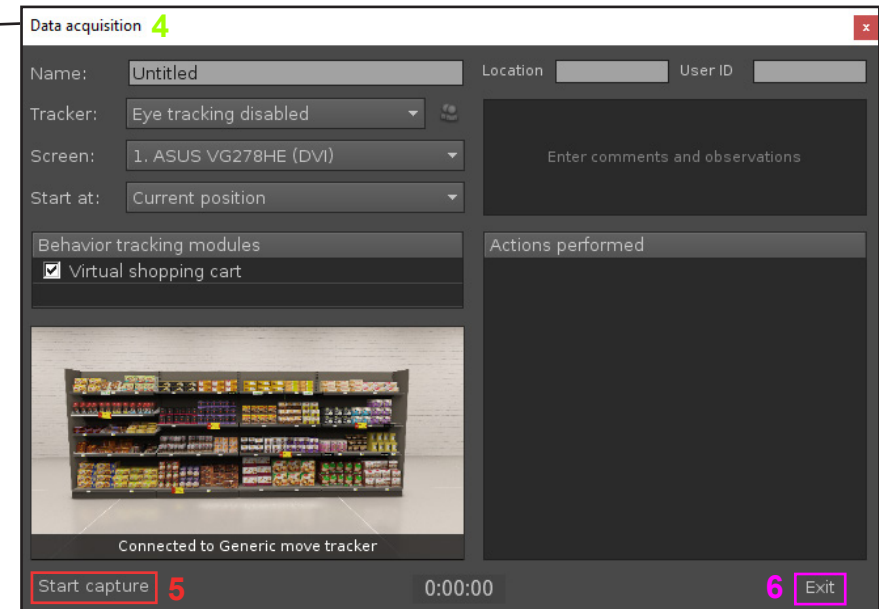 Data acquisition 4
x
Name: Untitled
Location
User ID
Tracker: Eye tracking disabled
Screen: 1. ASUS VG278HE (DVI)
Enter comments and observations
Start at: Current position
Behavior tracking modules
Virtual shopping cart
Actions performed
Connected to Generic move tracker
Start capture 5
0:00:00
6 Exit